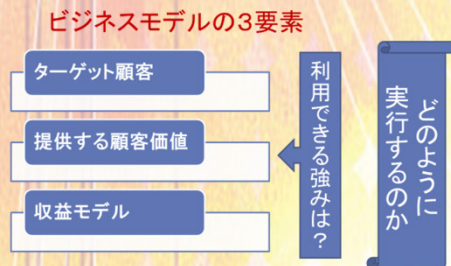 ビジネスモデルの3要素
ターゲット顧客
提供する顧客価値
収益モデル
利用できる強みは？
どのように
実行するのか